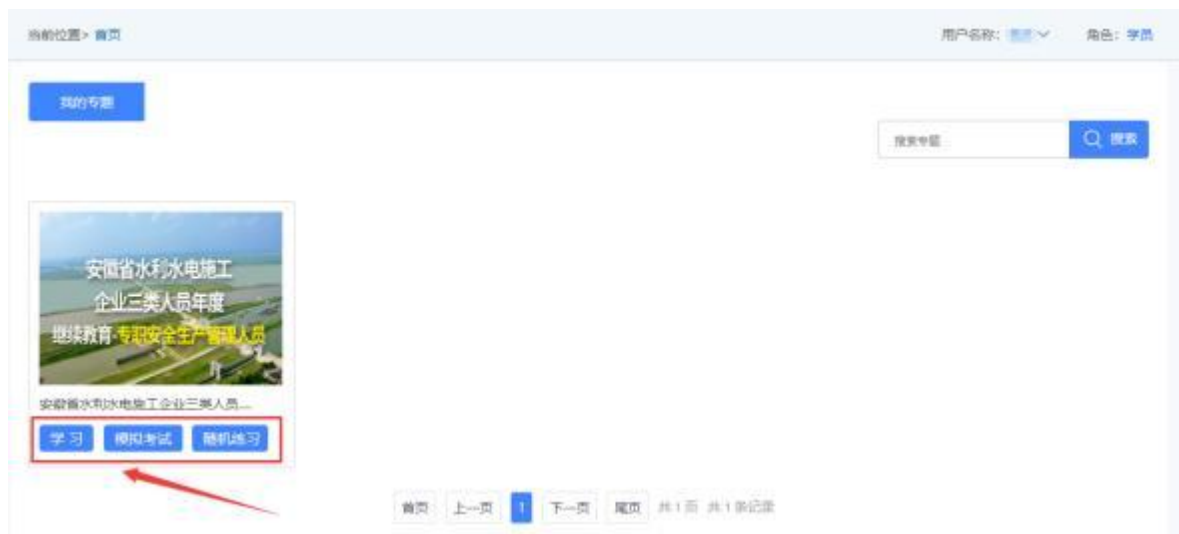 当前位置> 首页
用户名称:
角色: 学员
我的专题
搜索专题
搜索
安徽省水利水电施工
企业三类人员年度
继续教育-专职安全生产管理人员
安徽省水利水电施工企业三类人员...
学习 模拟考试 随机练习
首页 上一页 1 下一页 尾页 共1页 共1条记录